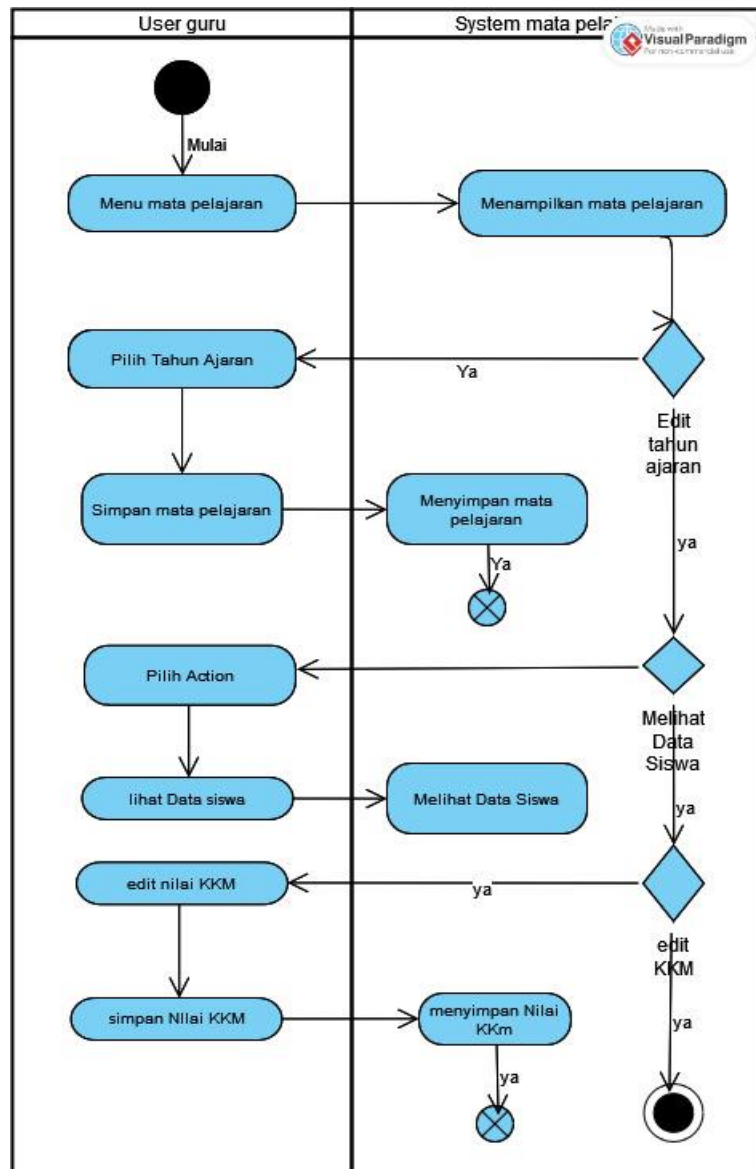 User guru
System mata pelaj
Made with
VisualParadigm
For non-commercial use
Mulai
Menu mata pelajaran
Menampilkan mata pelajaran
Pilih Tahun Ajaran
Ya
Edit
tahun
ajaran
Simpan mata pelajaran
Menyimpan mata
pelajaran
ya
Ya
Pilih Action
Melihat
Data
Siswa
lihat Data siswa
Melihat Data Siswa
ya
edit nilai KKM
ya
edit
KKM
simpan NIlai KKM
menyimpan Nilai
KKm
ya
ya